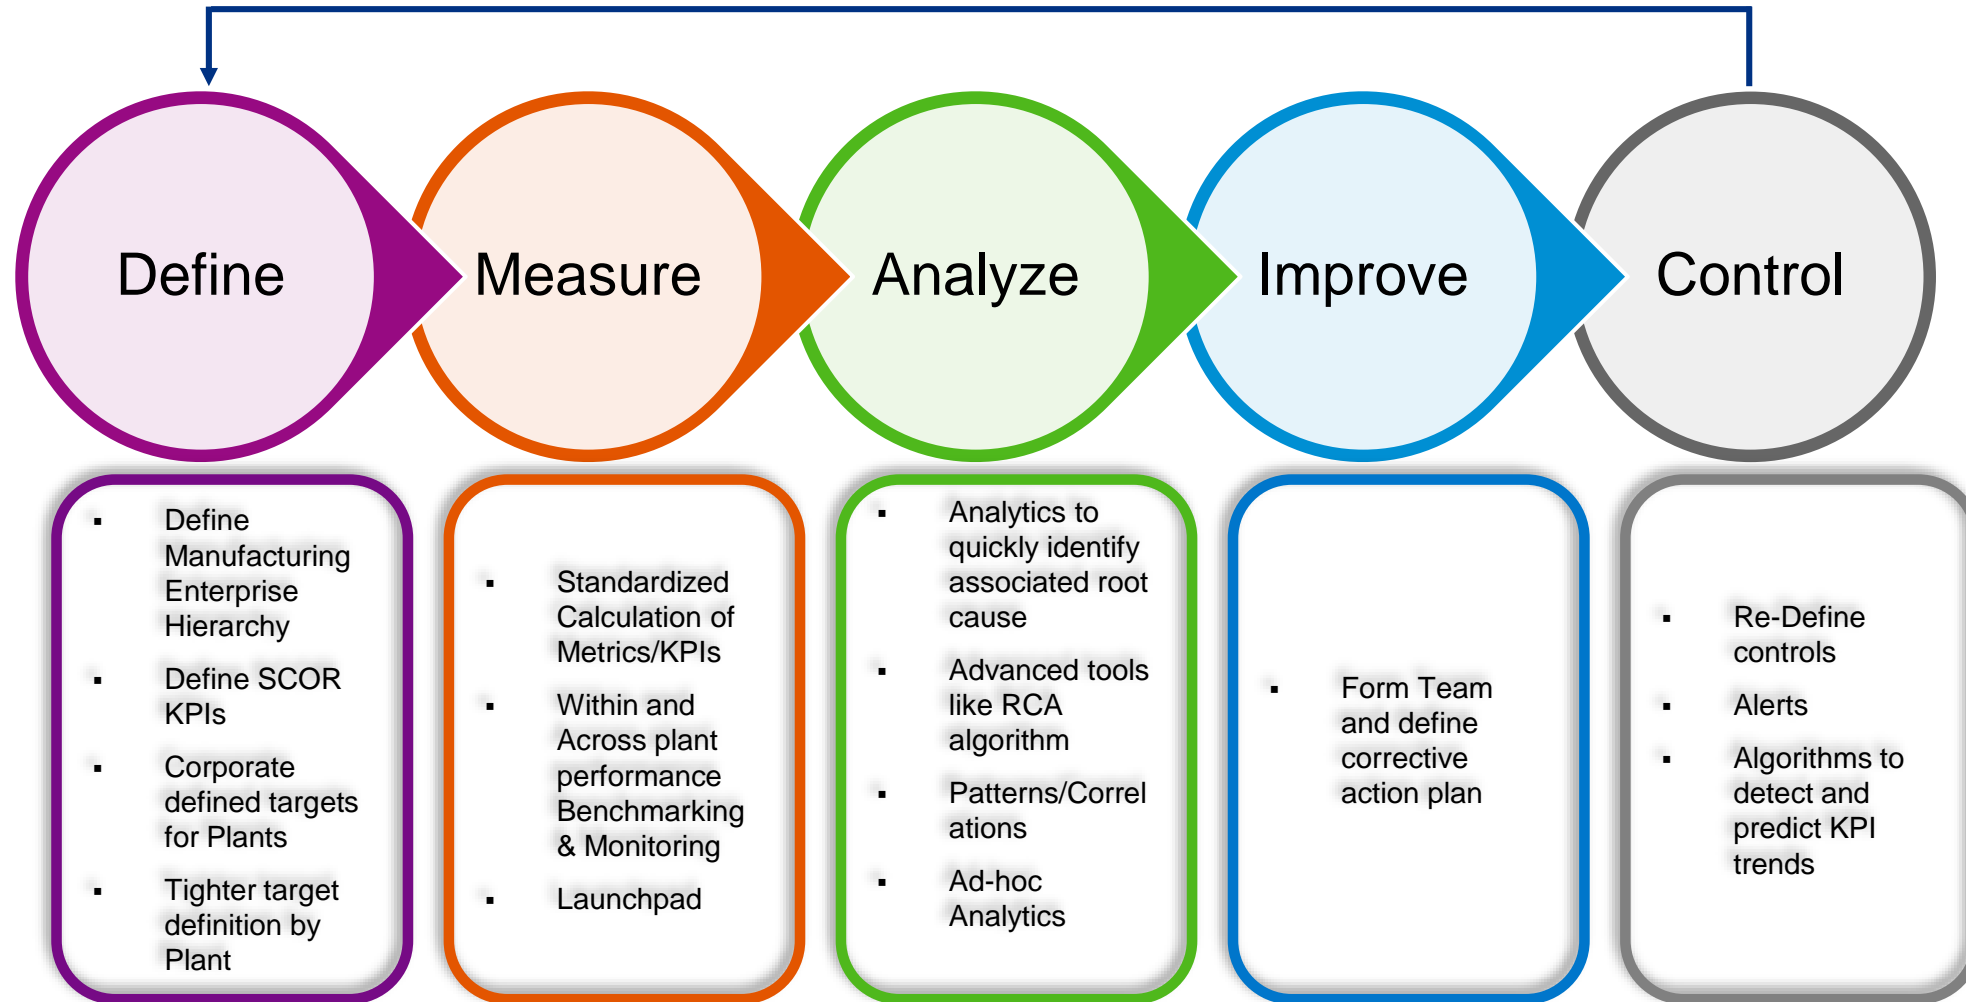 Define
Measure
Analyze
Improve
Control
▪ Define
Manufacturing
Enterprise
Hierarchy
▪ Define SCOR
KPIs
▪ Corporate
defined targets
for Plants
▪ Tighter target
definition by
Plant
▪ Standardized
Calculation of
Metrics/KPIs
▪ Within and
Across plant
performance
Benchmarking
& Monitoring
▪ Launchpad
▪ Analytics to
quickly identify
associated root
cause
▪ Advanced tools
like RCA
algorithm
▪ Patterns/Correl
ations
▪ Ad-hoc
Analytics
▪ Form Team
and define
corrective
action plan
▪ Re-Define
controls
▪ Alerts
▪ Algorithms to
detect and
predict KPI
trends